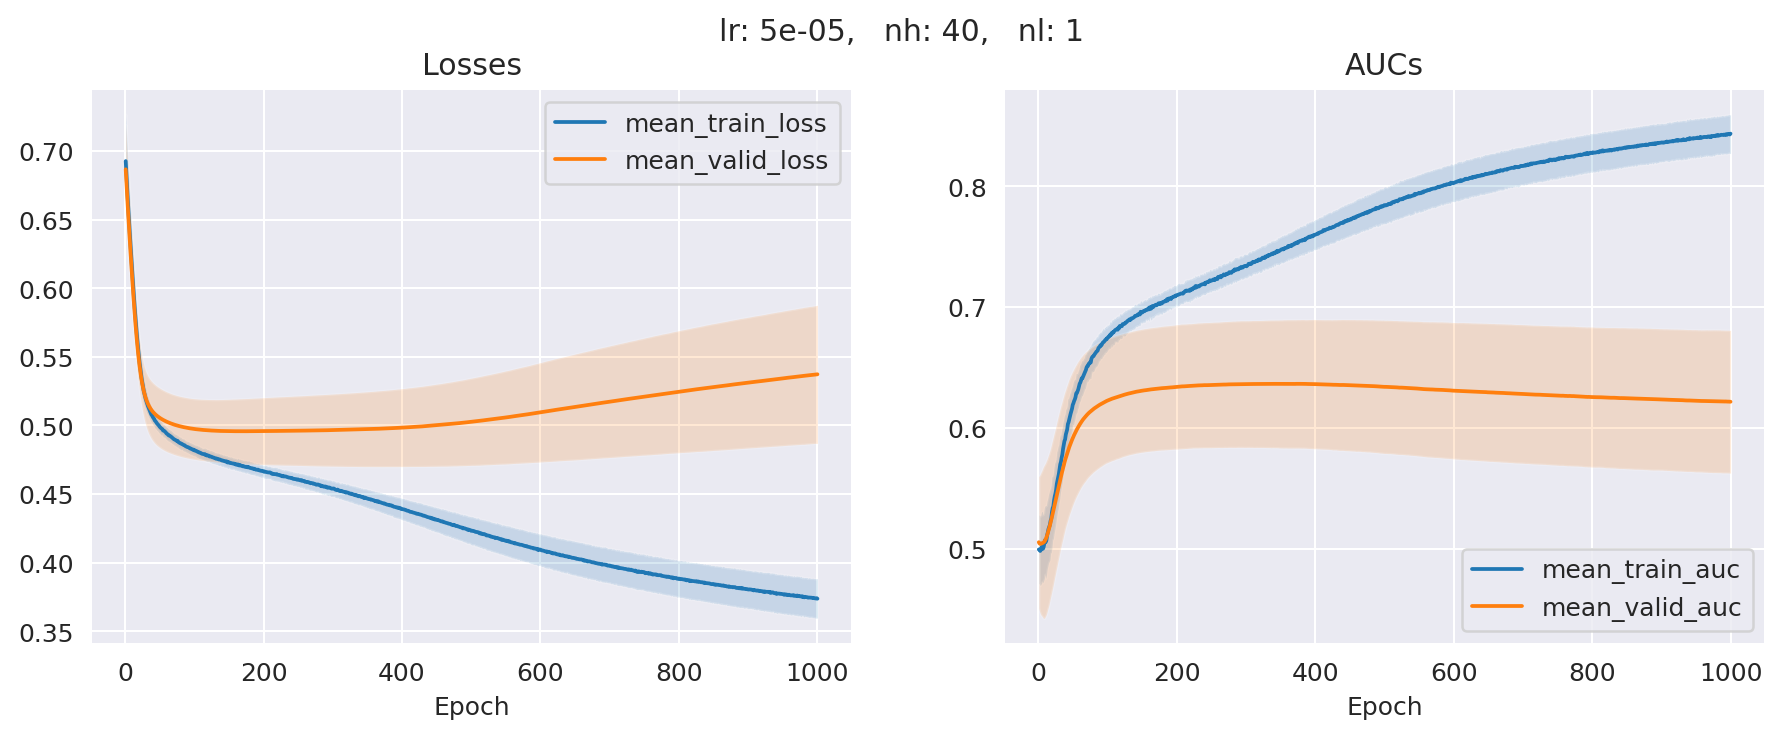 lr: 5e-05,   nh: 40,   nl: 1
Losses
mean_train_loss
mean_valid_loss
0.70
0.65
0.60
0.55
0.50
0.45
0.40
0.35
0 200 400 600 800 1000
Epoch
AUCs
0.8
0.7
0.6
0.5
mean_train_auc
mean_valid_auc
0 200 400 600 800 1000
Epoch